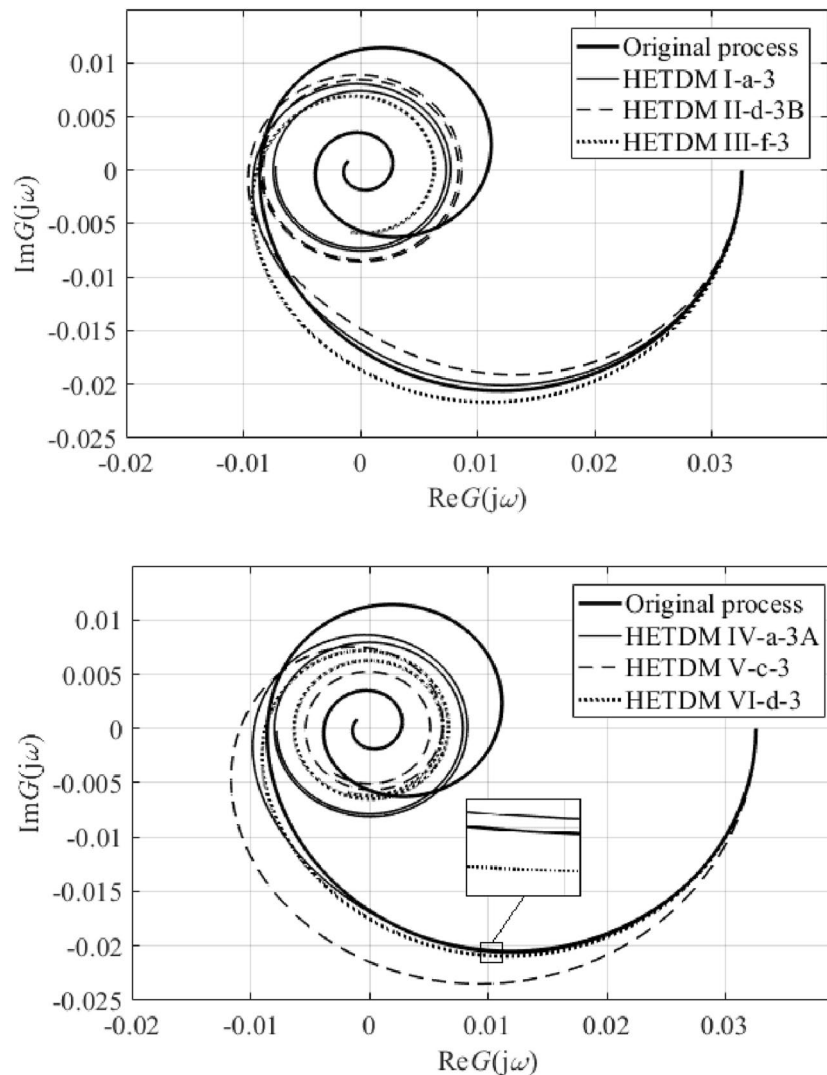 0.01
0.005
0
-0.005
-0.01
-0.015
-0.02
-0.025
-0.02
-0.01
0
0.01
0.02
0.03
ImG(jω)
ReG(jω)
Original process
HETDM I-a-3
HETDM II-d-3B
HETDM III-f-3
0.01
0.005
0
-0.005
-0.01
-0.015
-0.02
-0.025
-0.02
-0.01
0
0.01
0.02
0.03
ImG(jω)
ReG(jω)
Original process
HETDM IV-a-3A
HETDM V-c-3
HETDM VI-d-3